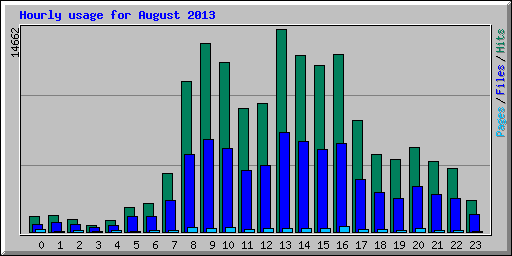 Hourly usage for August 2013
14662
Pages / Files / Hits
0 1 2 3 4 5 6 7 8 9 10 11 12 13 14 15 16 17 18 19 20 21 22 23